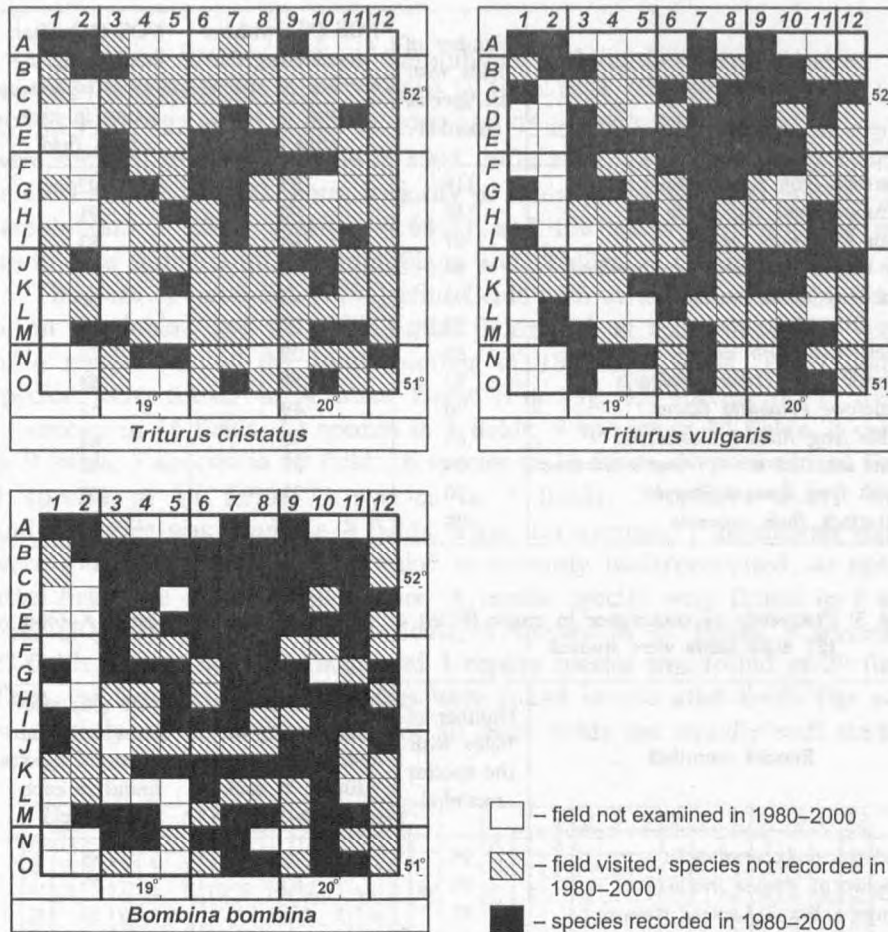 1 2 3 4 5 6 7 8 9 10 11 12
A
B
C
D
E
F
G
H
I
J
K
L
M
N
O
52°
51°
19° 20°
Triturus cristatus
1 2 3 4 5 6 7 8 9 10 11 12
A
B
C
D
E
F
G
H
I
J
K
L
M
N
O
52
51°
19° 20°
Triturus vulgaris
1 2 3 4 5 6 7 8 9 10 11 12
A
B
C
D
E
F
G
H
I
J
K
L
M
N
O
52°
51°
19° 20°
Bombina bombina
– field not examined in 1980–2000
– field visited, species not recorded in
1980–2000
– species recorded in 1980–2000